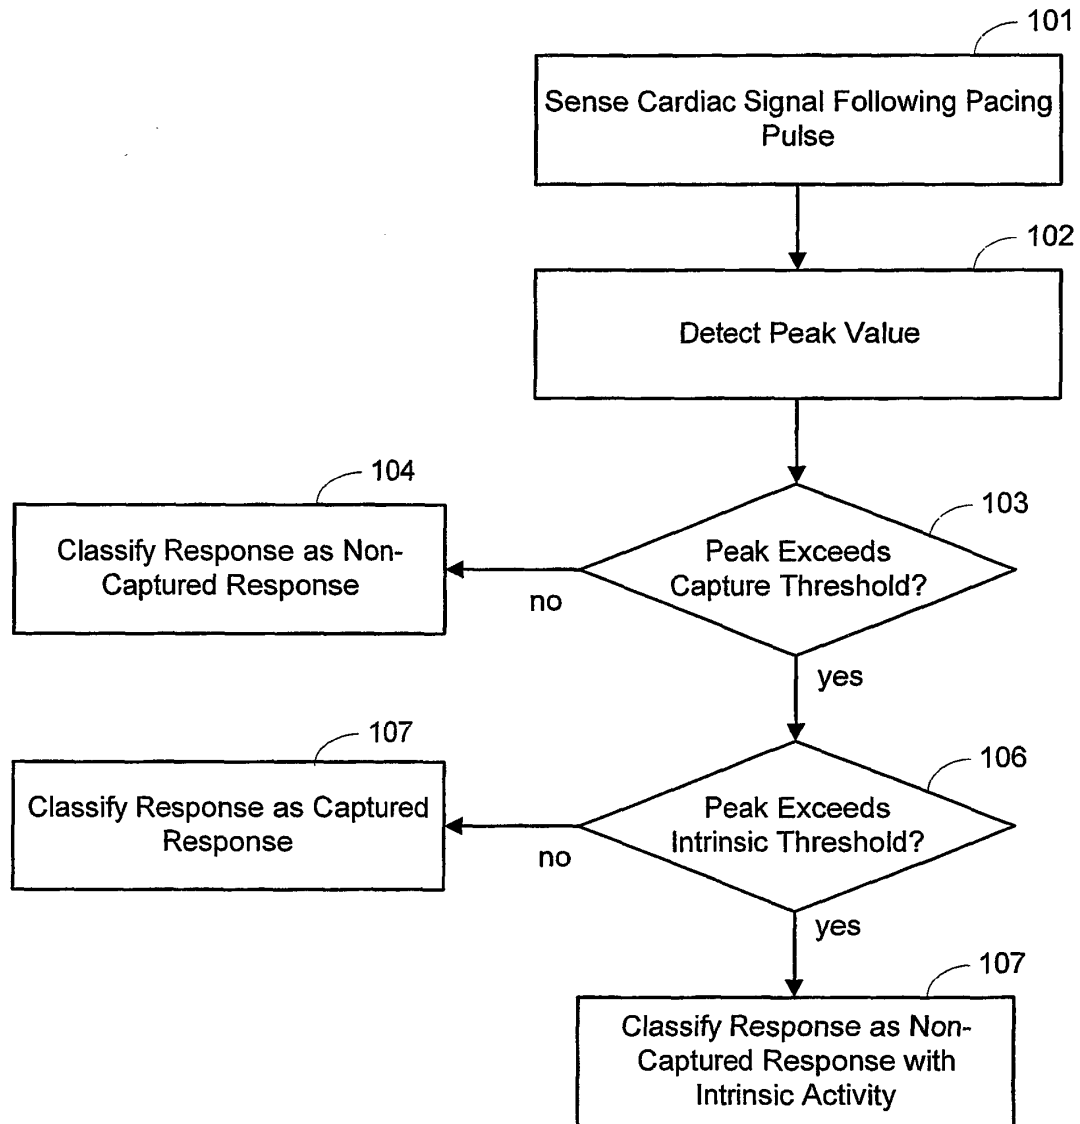 101
Sense Cardiac Signal Following Pacing
Pulse
102
Detect Peak Value
103
Peak Exceeds
Capture Threshold?
no
104
Classify Response as Non-
Captured Response
yes
106
Peak Exceeds
Intrinsic Threshold?
no
107
Classify Response as Captured
Response
yes
107
Classify Response as Non-
Captured Response with
Intrinsic Activity